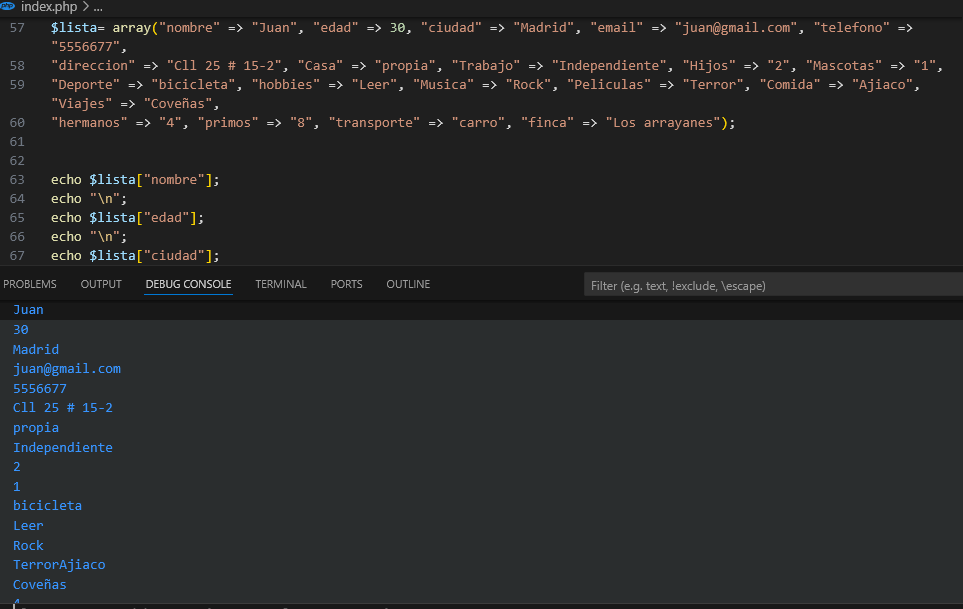 index.php > ...
57 $lista= array("nombre" => "Juan", "edad" => 30, "ciudad" => "Madrid", "email" => "juan@gmail.com", "telefono" =>
"5556677",
58 "direccion" => "Cll 25 # 15-2", "Casa" => "propia", "Trabajo" => "Independiente", "Hijos" => "2", "Mascotas" => "1",
59 "Deporte" => "bicicleta", "hobbies" => "Leer", "Musica" => "Rock", "Peliculas" => "Terror", "Comida" => "Ajiaco",
"Viajes" => "Coveñas",
60 "hermanos" => "4", "primos" => "8", "transporte" => "carro", "finca" => "Los arrayanes");
61
62
63 echo $lista["nombre"];
64 echo "\n";
65 echo $lista["edad"];
66 echo "\n";
67 echo $lista["ciudad"];
PROBLEMS OUTPUT DEBUG CONSOLE TERMINAL PORTS OUTLINE Filter (e.g. text, !exclude, \escape)
Juan
30
Madrid
juan@gmail.com
5556677
Cll 25 # 15-2
propia
Independiente
2
1
bicicleta
Leer
Rock
TerrorAjiaco
Coveñas